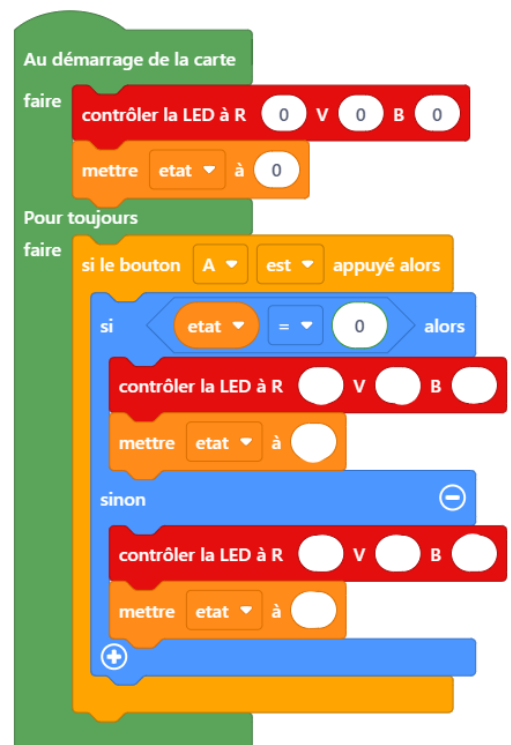 Au démarrage de la carte
faire
contrôler la LED à R 0 V 0 B 0
mettre etat à 0
Pour toujours
faire
si le bouton A est appuyé alors
si etat = 0 alors
contrôler la LED à R V B
mettre etat à
sinon
contrôler la LED à R V B
mettre etat à